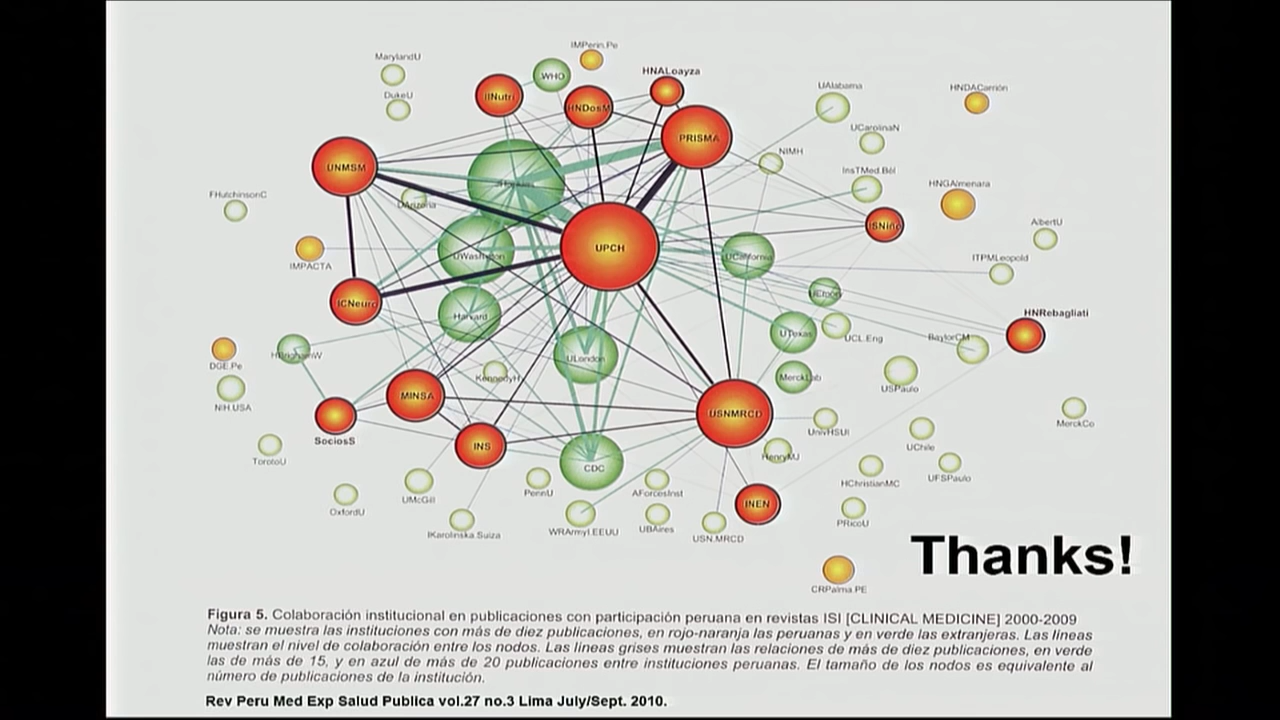 IMPerin.Pe
MarylandU
WHO
HNALoayza
DukeU
IINutri
HNDosM
UAlabama
HNDACarrión
PRISMA
UCarolinaN
UNMSM
NIMH
InsTMed.Bel
JHopkins
FHutchinsonC
UArizona
HNGAlmenara
ISNino
AlbertU
UPCH
IMPACTA
UWashington
UCalifornia
ITPMLeopold
ICNeuro
Harvard
HNRebagliati
UTexas
UCL.Eng
BaylorCM
HBrighamW
DGE.Pe
ULondon
KennedyH
MerckLab
USPaulo
NIH.USA
MINSA
USNMRCD
MerckCo
SociosS
UnivHSUI
INS
UChile
TorotoU
HenryMJ
CDC
UFSPaulo
HChristianMC
UMcGill
PennU
AForcesInst
OxfordU
INEN
PRicoU
IKarolinska.Suiza
WRArmyI.EEUU
UBAires
USN.MRCD
Thanks!
CRPalma.PE
Figura 5. Colaboración institucional en publicaciones con participación peruana en revistas ISI [CLINICAL MEDICINE] 2000-2009
Nota: se muestra las instituciones con más de diez publicaciones, en rojo-naranja las peruanas y en verde las extranjeras. Las lineas
muestran el nivel de colaboración entre los nodos. Las lineas grises muestran las relaciones de más de diez publicaciones, en verde
las de más de 15, y en azul de más de 20 publicaciones entre instituciones peruanas. El tamaño de los nodos es equivalente al
número de publicaciones de la institución.
Rev Peru Med Exp Salud Publica vol.27 no.3 Lima July/Sept. 2010.